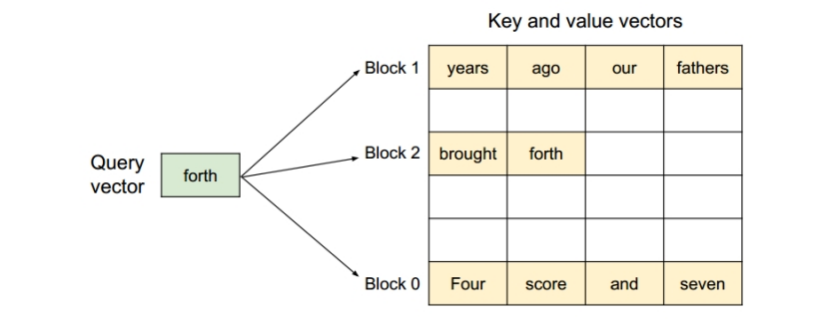 Key and value vectors
Block 1 years ago our fathers
Block 2 brought forth
Query
vector
forth
Block 0 Four score and seven